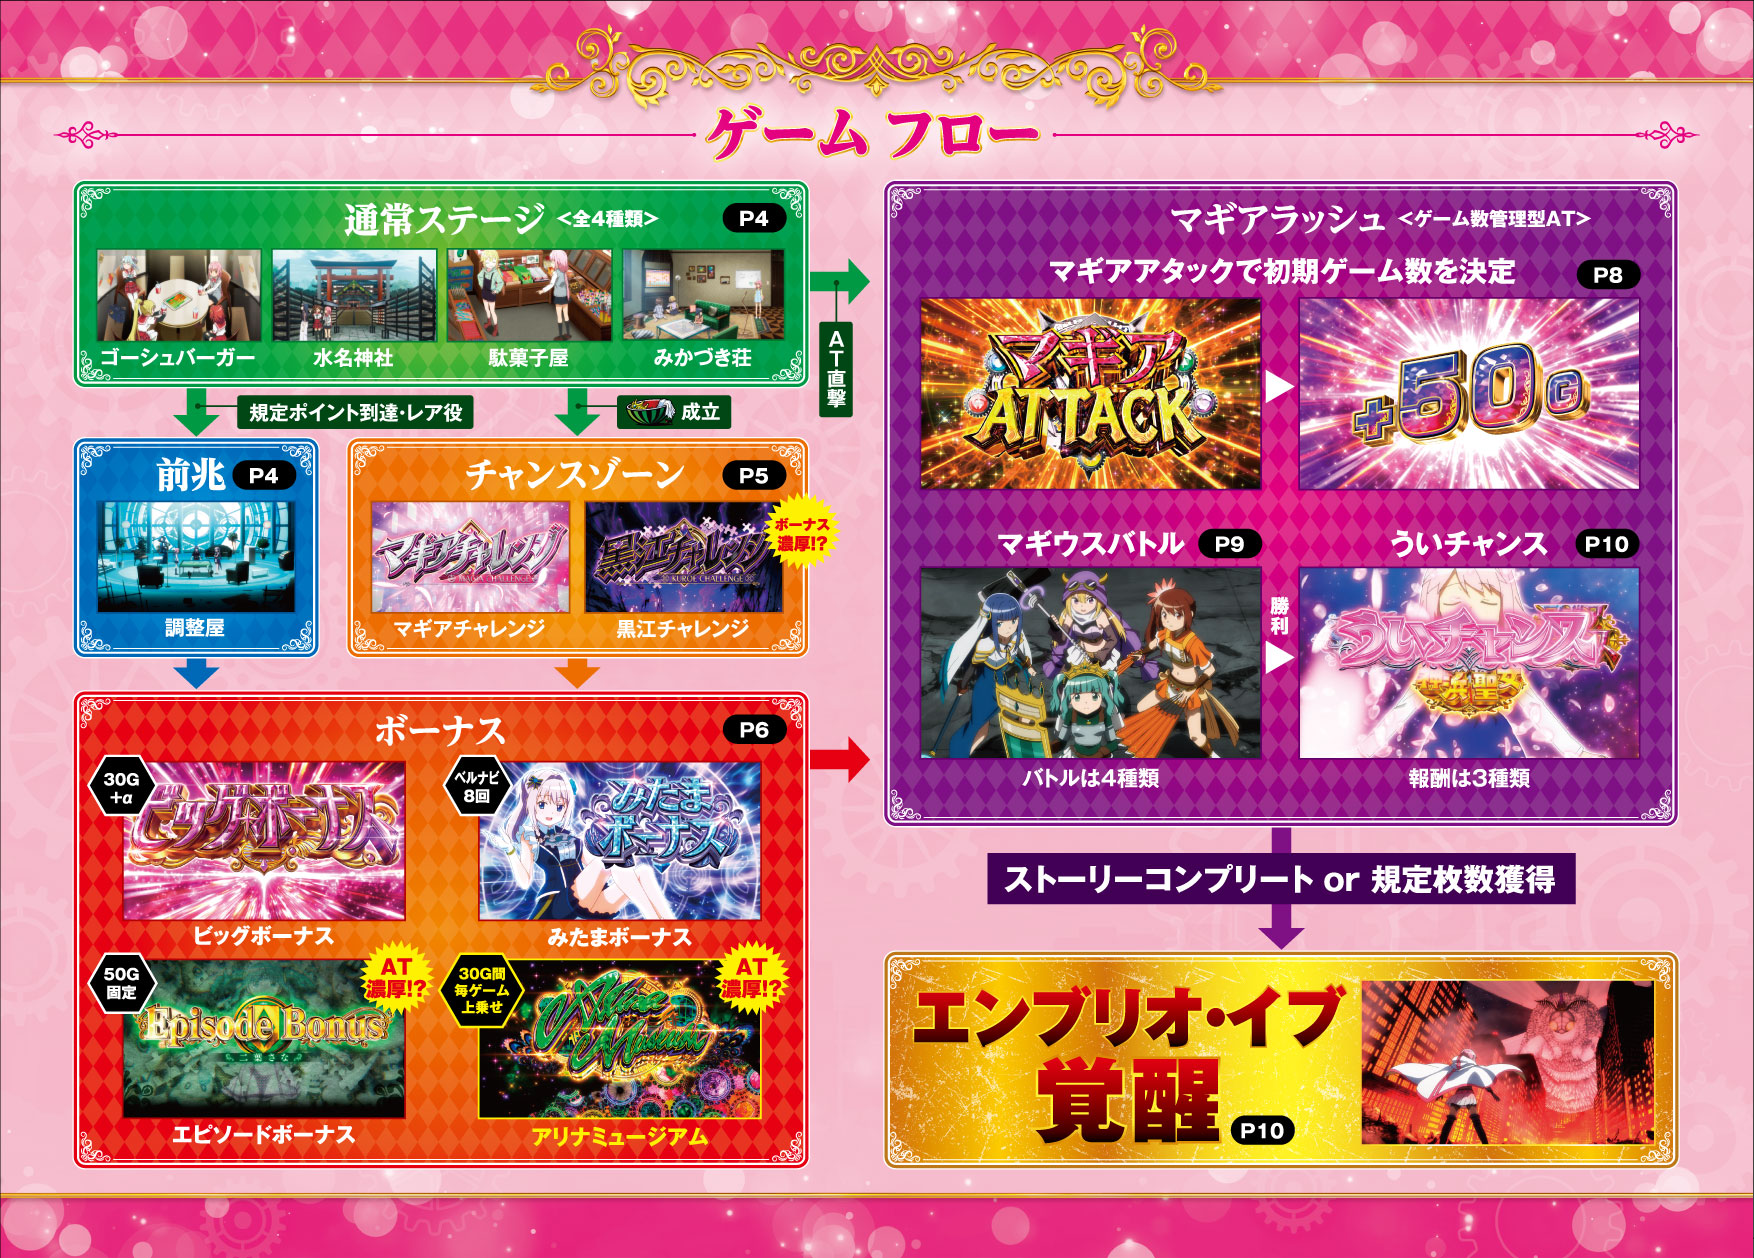 ゲームフロー
通常ステージ <全4種類> P4
ゴーシュバーガー
水名神社
駄菓子屋
みかづき荘
AT直撃
規定ポイント到達・レア役
成立
前兆 P4
調整屋
チャンスゾーン P5
マギアチャレンジ
MAGIA CHALLENGE
黒江チャレンジ
KUROE CHALLENGE
ボーナス
濃厚!?
マギアチャレンジ
黒江チャレンジ
ボーナス P6
30G
+α
ビッグボーナス
ビッグボーナス
ベルナビ
8回
みたま
ボーナス
みたまボーナス
50G
固定
Episode Bonus
二葉さな
AT
濃厚!?
エピソードボーナス
30G間
毎ゲーム
上乗せ
Alina
Museum
AT
濃厚!?
アリナミュージアム
マギアラッシュ <ゲーム数管理型AT>
マギアアタックで初期ゲーム数を決定 P8
マギア
ATTACK
+50G
マギウスバトル P9
バトルは4種類
勝利
ういチャンス P10
ういチャンス
報酬は3種類
ストーリーコンプリート or 規定枚数獲得
エンブリオ・イブ
覚醒 P10